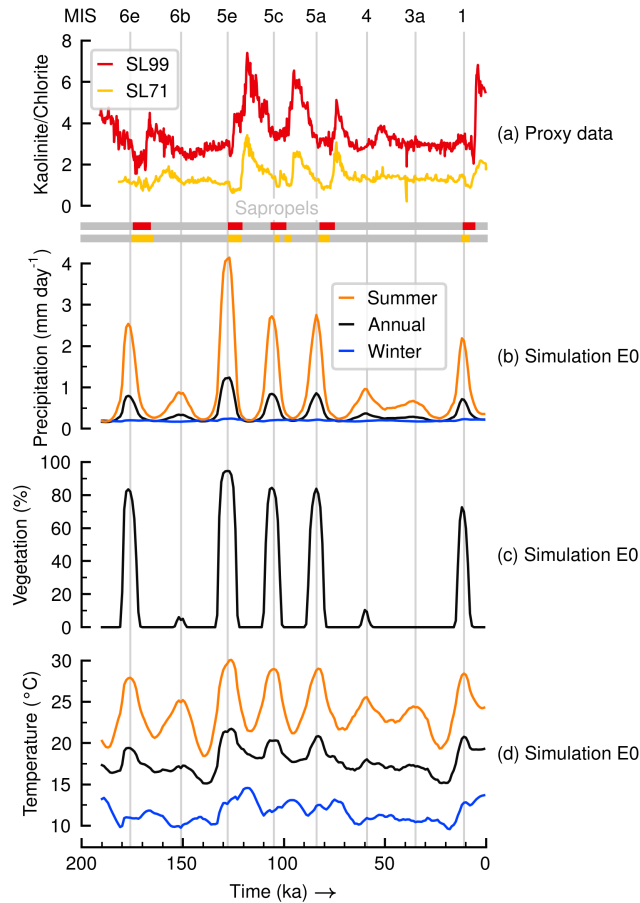 MIS 6e 6b 5e 5c 5a 4 3a 1
8
6
4
2
0
Kaolinite/Chlorite
SL99
SL71
(a) Proxy data
Sapropels
4
3
2
1
0
Precipitation (mm day⁻¹)
Summer
Annual
Winter
(b) Simulation E0
100
80
60
40
20
0
Vegetation (%)
(c) Simulation E0
30
25
20
15
10
Temperature (°C)
(d) Simulation E0
200 150 100 50 0
Time (ka) →